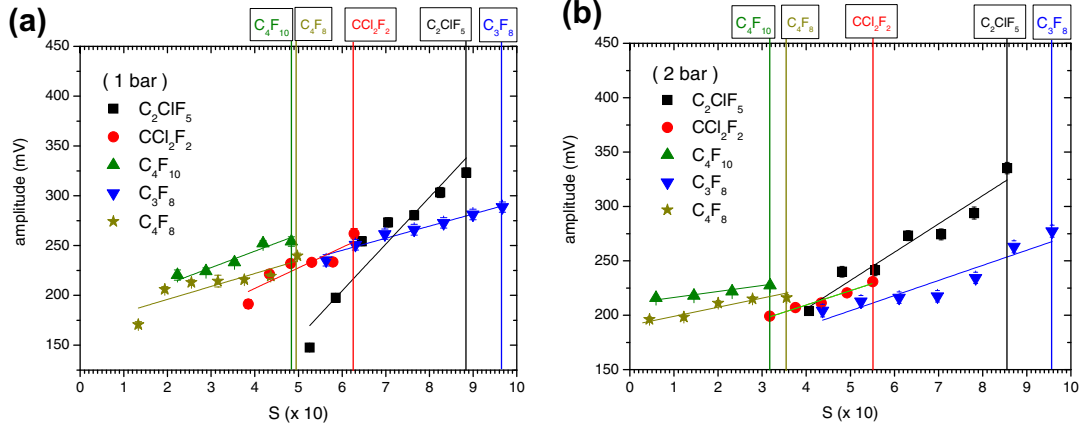 (a)
C₄F₁₀ C₄F₈ CCl₂F₂ C₂ClF₅ C₃F₈
450
400
350
300
250
200
150
amplitude (mV)
( 1 bar )
C₂ClF₅
CCl₂F₂
C₄F₁₀
C₃F₈
C₄F₈
0 1 2 3 4 5 6 7 8 9 10
S (x 10)
(b)
C₄F₁₀ C₄F₈ CCl₂F₂ C₂ClF₅ C₃F₈
450
400
350
300
250
200
150
amplitude (mV)
( 2 bar )
C₂ClF₅
CCl₂F₂
C₄F₁₀
C₃F₈
C₄F₈
0 1 2 3 4 5 6 7 8 9 10
S (x 10)